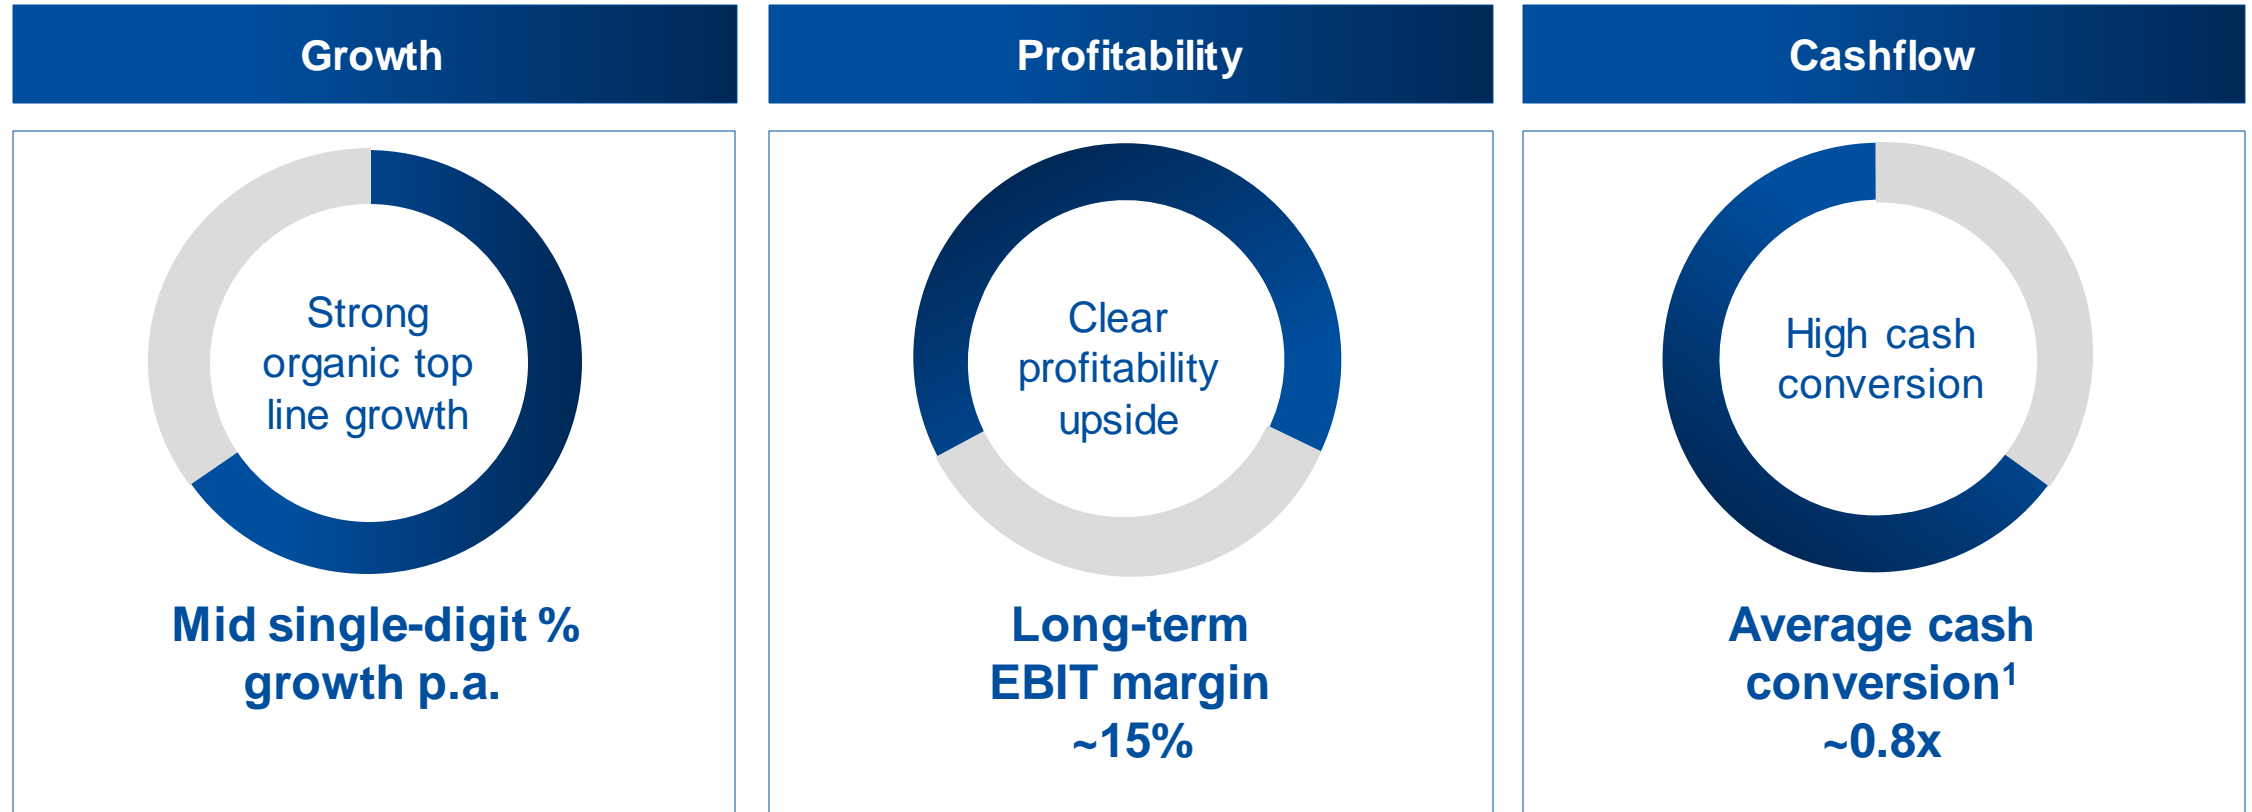 Growth
Strong
organic top
line growth
Mid single-digit %
growth p.a.
Profitability
Clear
profitability
upside
Long-term
EBIT margin
~15%
Cashflow
High cash
conversion
Average cash
conversion¹
~0.8x